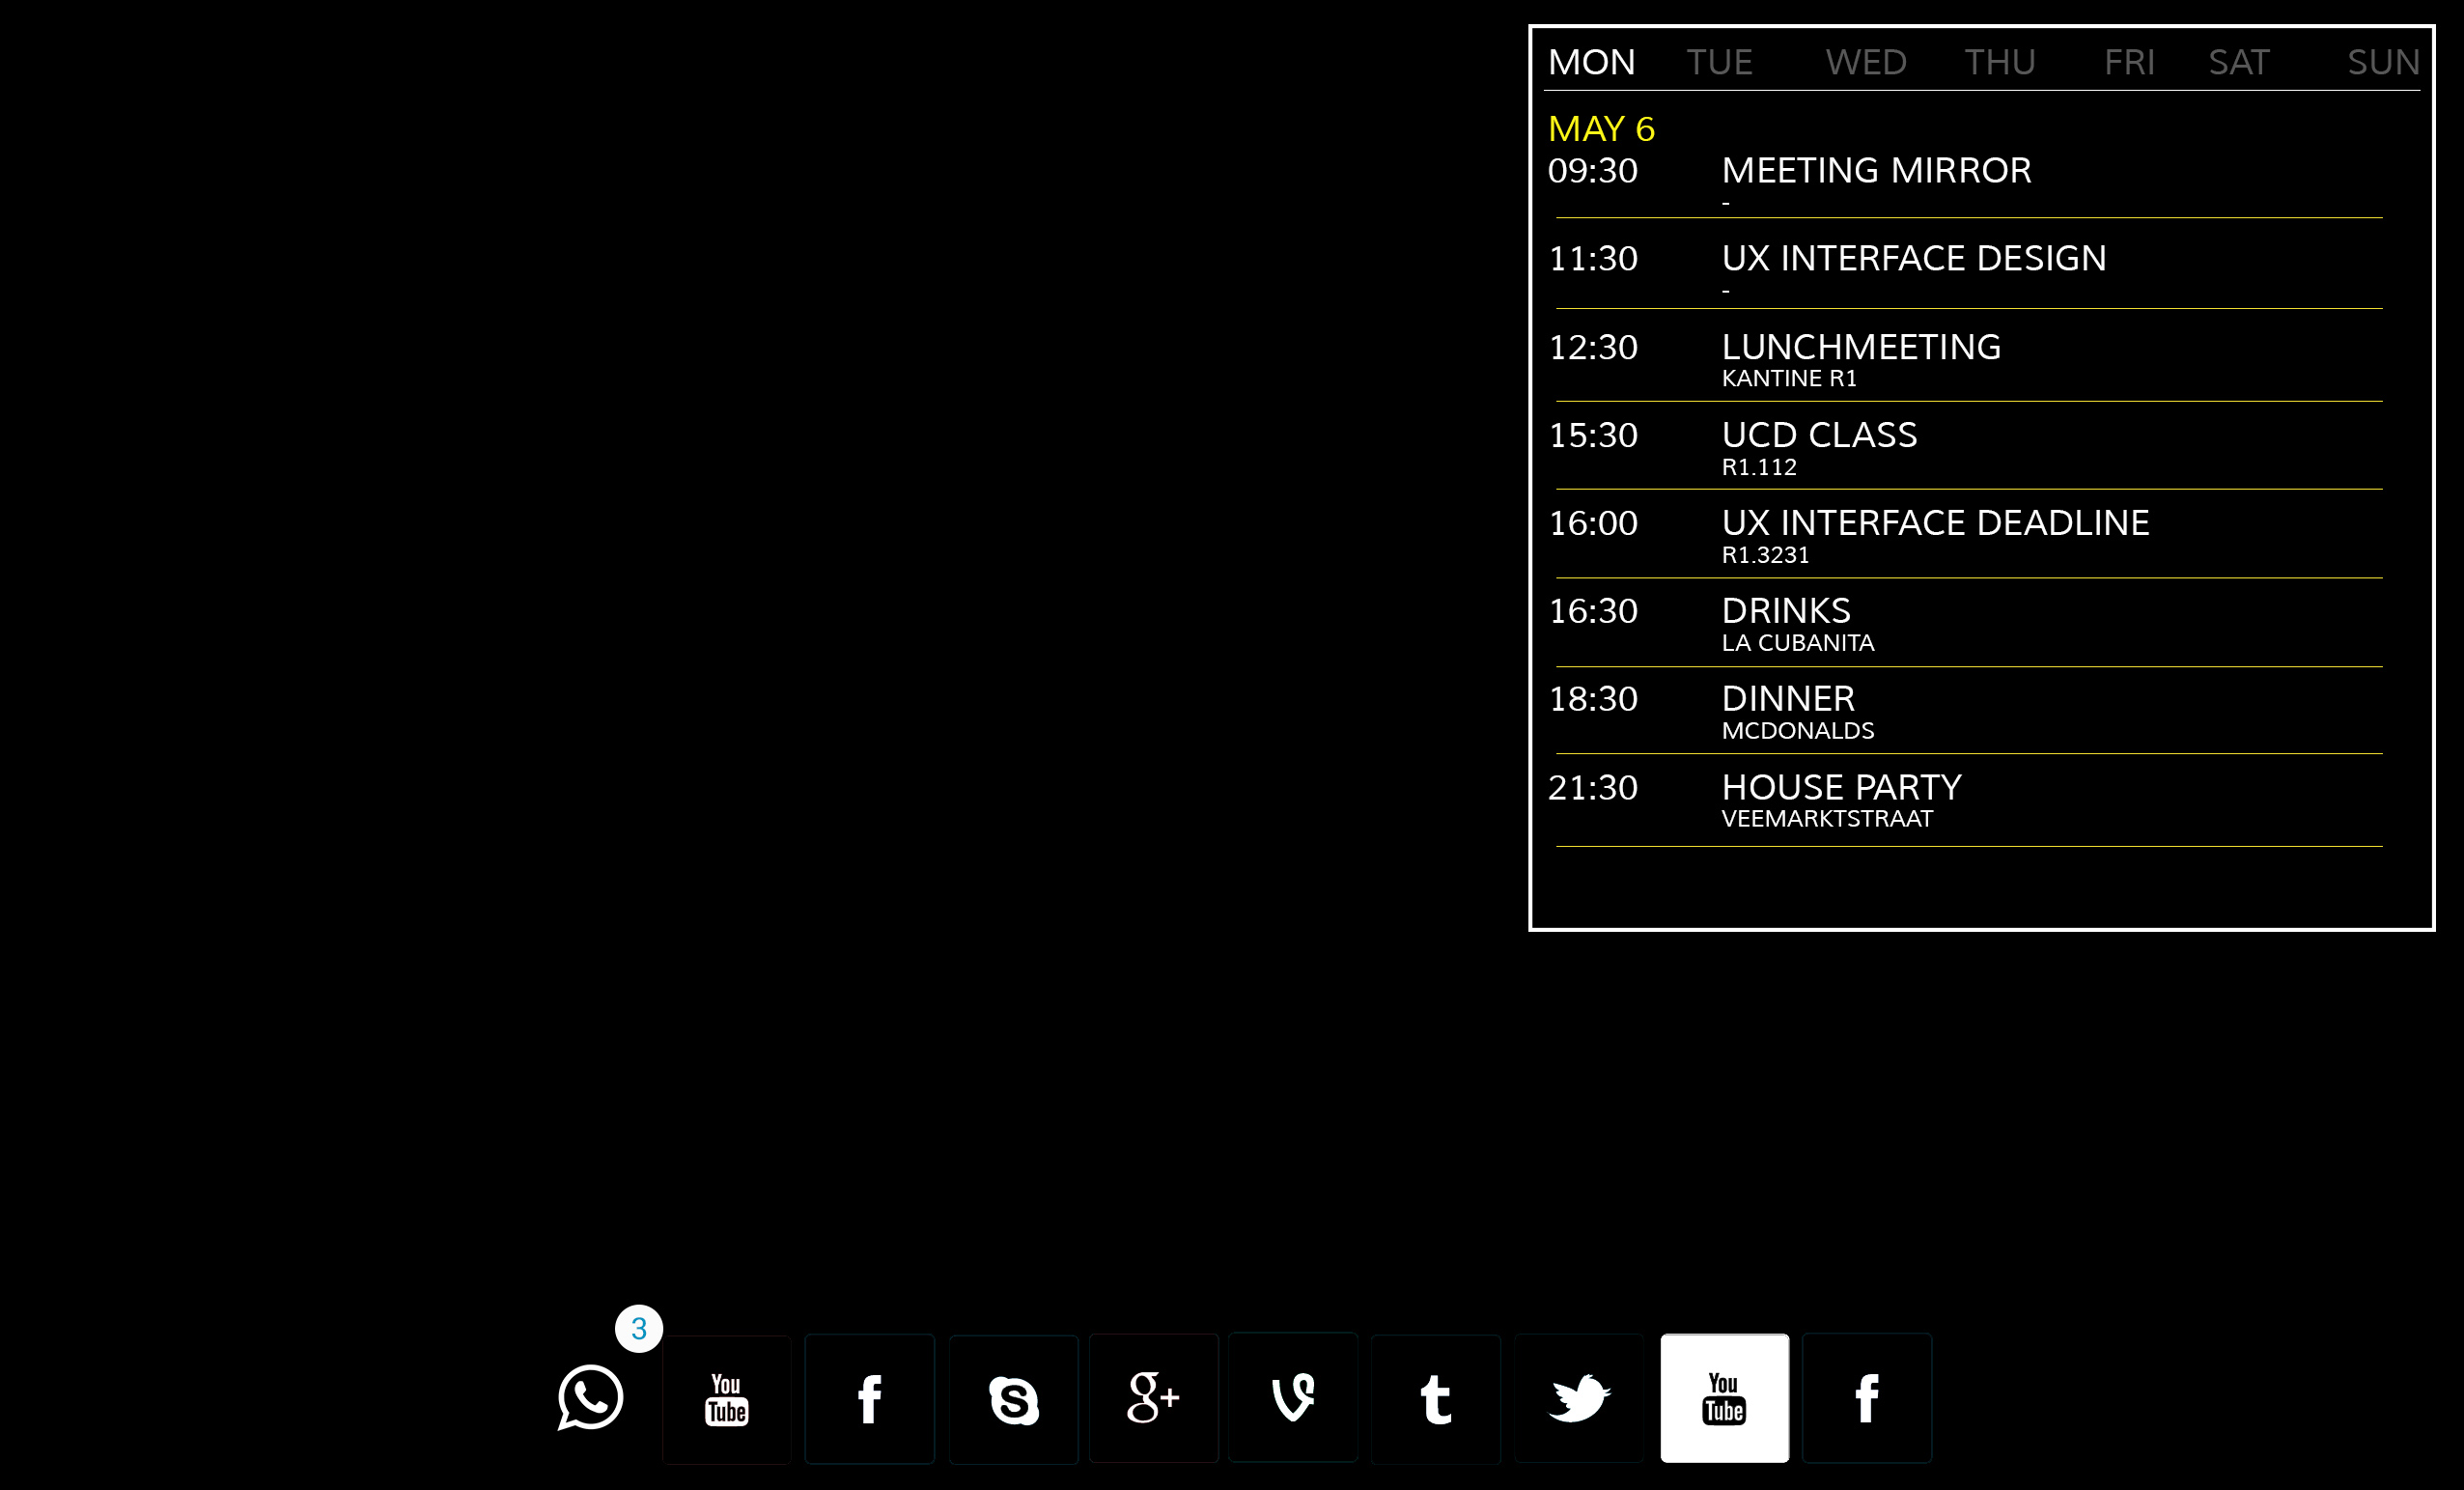 MON TUE WED THU FRI SAT SUN
MAY 6
09:30 MEETING MIRROR
-
11:30 UX INTERFACE DESIGN
-
12:30 LUNCHMEETING
KANTINE R1
15:30 UCD CLASS
R1.112
16:00 UX INTERFACE DEADLINE
R1.3231
16:30 DRINKS
LA CUBANITA
18:30 DINNER
MCDONALDS
21:30 HOUSE PARTY
VEEMARKTSTRAAT
3
You
Tube
f
S
g+
t
You
Tube
f